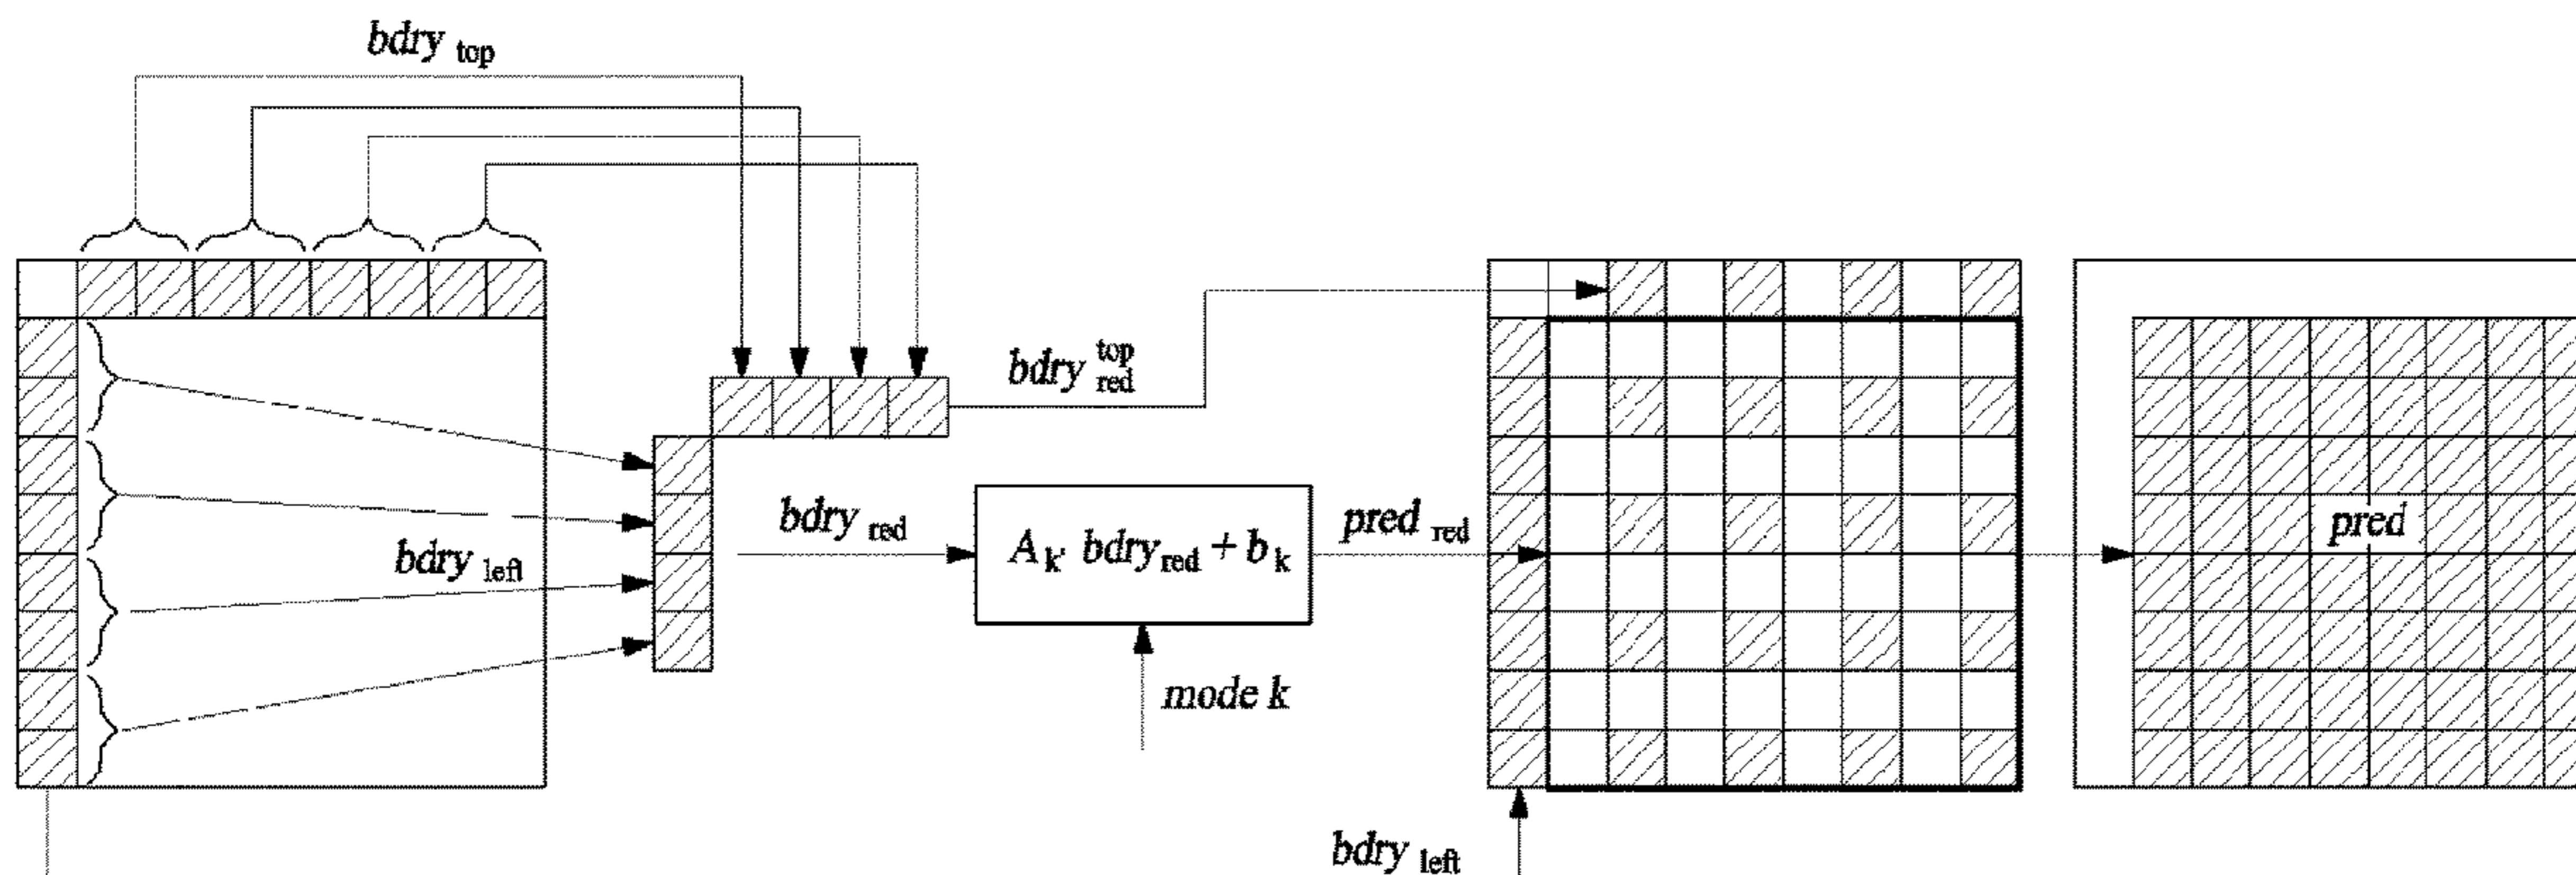 bdry top
bdry top red
bdry left
bdry red
A k · bdry red + b k
pred red
pred
mode k
bdry left